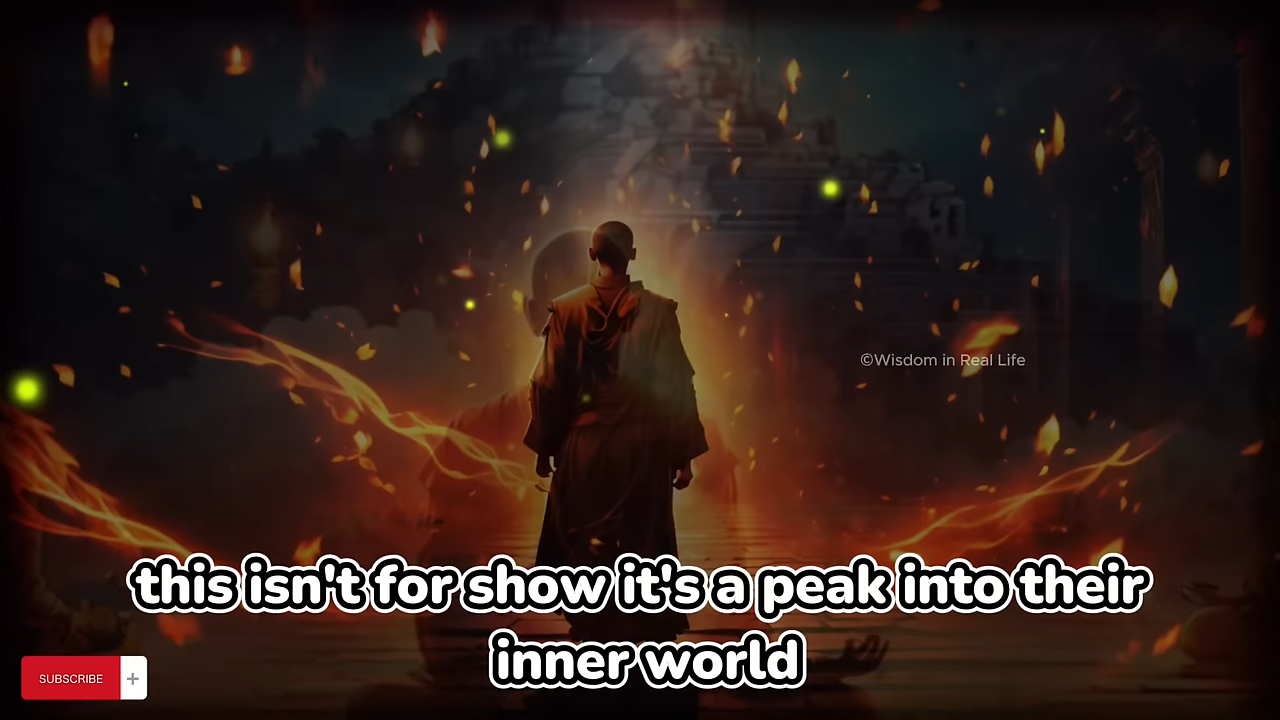 ©Wisdom in Real Life
this isn't for show it's a peak into their
inner world
SUBSCRIBE +